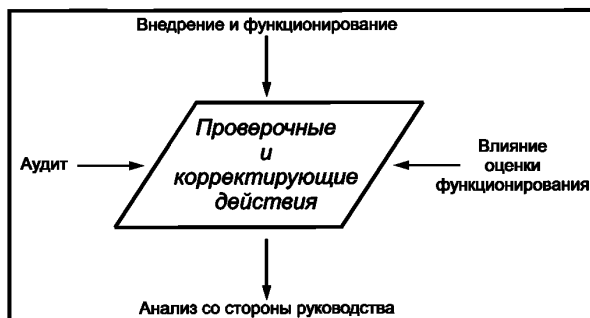 Внедрение и функционирование
Проверочные
и
корректирующие
действия
Аудит
Влияние
оценки
функционирования
Анализ со стороны руководства